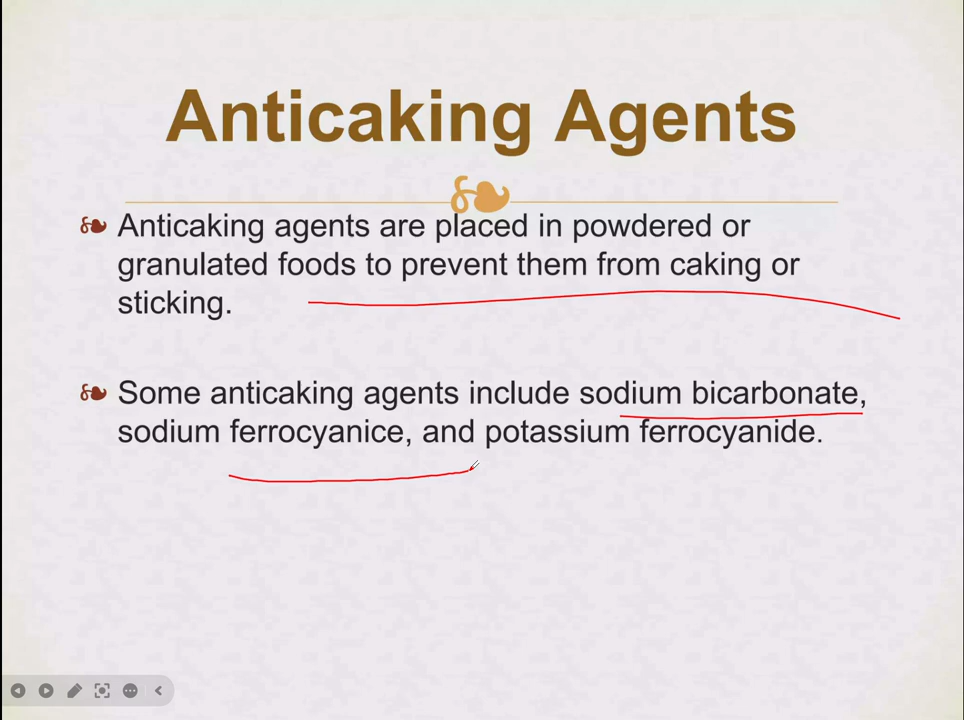 Anticaking Agents
Anticaking agents are placed in powdered or
granulated foods to prevent them from caking or
sticking.
Some anticaking agents include sodium bicarbonate,
sodium ferrocyanice, and potassium ferrocyanide.